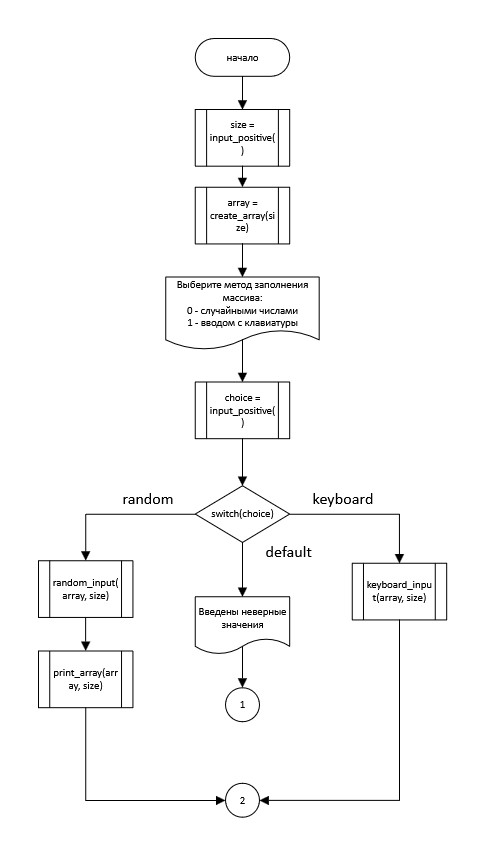 начало
size =
input_positive(
)
array =
create_array(si
ze)
Выберите метод заполнения
массива:
0 - случайными числами
1 - вводом с клавиатуры
choice =
input_positive(
)
random
keyboard
switch(choice)
default
random_input(
array, size)
keyboard_inpu
t(array, size)
Введены неверные
значения
print_array(arr
ay, size)
1
2